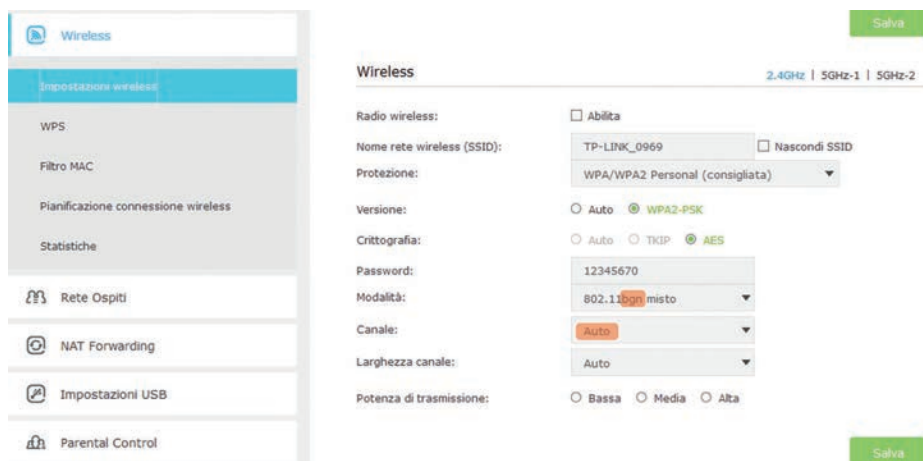 Wireless
Salva
Impostazioni wireless
WPS
Filtro MAC
Pianificazione connessione wireless
Statistiche
Rete Ospiti
NAT Forwarding
Impostazioni USB
Parental Control
Wireless
2.4GHz | 5GHz-1 | 5GHz-2
Radio wireless: Abilita
Nome rete wireless (SSID): TP-LINK_0969 Nascondi SSID
Protezione: WPA/WPA2 Personal (consigliata)
Versione: Auto WPA2-PSK
Crittografia: Auto TKIP AES
Password: 12345670
Modalità: 802.11bgn misto
Canale: Auto
Larghezza canale: Auto
Potenza di trasmissione: Bassa Media Alta
Salva